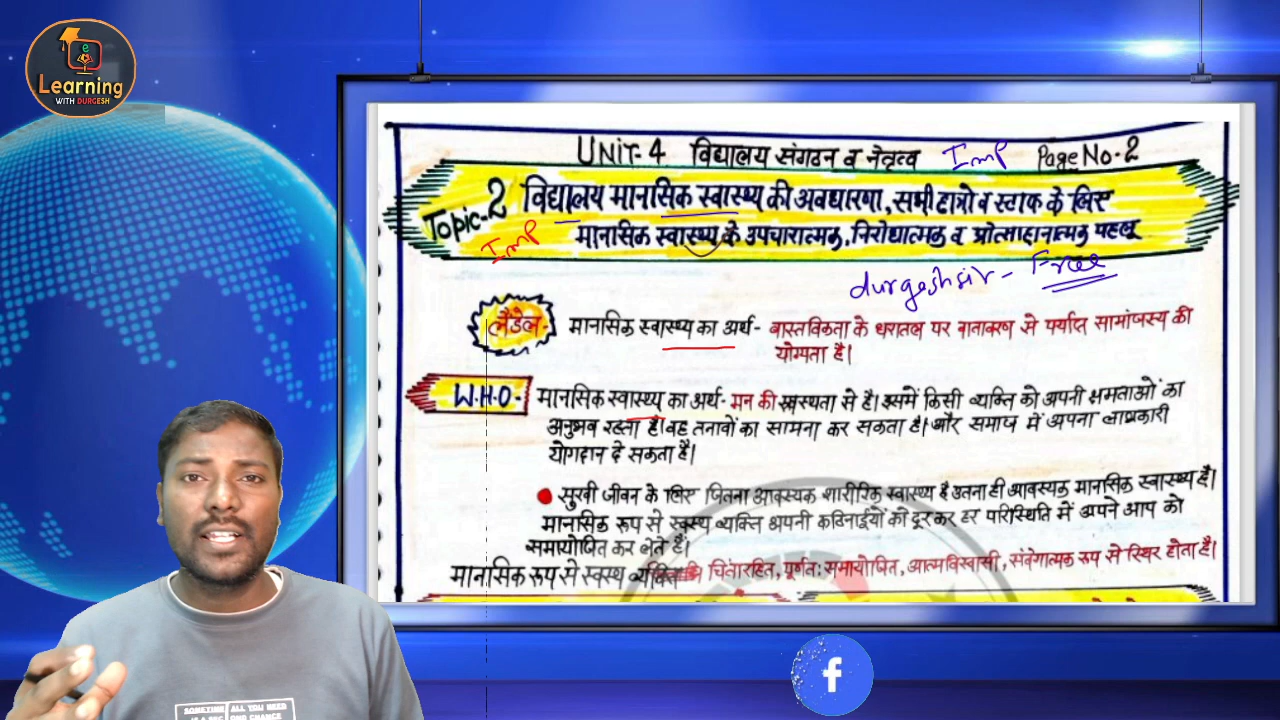 e
Learning
WITH DURGESH
UNIT-4 विद्यालय संगठन व नेतृत्व Imp Page No-2
Topic-2 विद्यालय मानसिक स्वास्थ्य की अवधारणा, सभी छात्रो व स्टाफ के लिए
Imp मानसिक स्वास्थ्य के उपचारात्मक, निरोधात्मक व प्रोत्साहनात्मक पहलू
durgeshsir - Free
लैंडेल- मानसिक स्वास्थ्य का अर्थ- वास्तविकता के धरातल पर वातावरण से पर्याप्त सामांजस्य की
योग्यता है।
W.H.O- मानसिक स्वास्थ्य का अर्थ- मन की स्वस्थता से है। इसमें किसी व्यक्ति को अपनी क्षमताओं का
अनुभव रहता है। वह तनावों का सामना कर सकता है। और समाज में अपना लाभकारी
योगदान दे सकता है।
सुखी जीवन के लिए जितना आवश्यक शारीरिक स्वास्थ्य है उतना ही आवश्यक मानसिक स्वास्थ्य है।
मानसिक रूप से स्वस्थ व्यक्ति अपनी कठिनाईयों को दूर कर हर परिस्थिति में अपने आप को
समायोजित कर लेते है।
मानसिक रूप से स्वस्थ व्यक्ति चिंतारहित, पूर्णतः समायोजित, आत्मविश्वासी, संवेगात्मक रूप से स्थिर होता है।
f
ALL YOU NEED